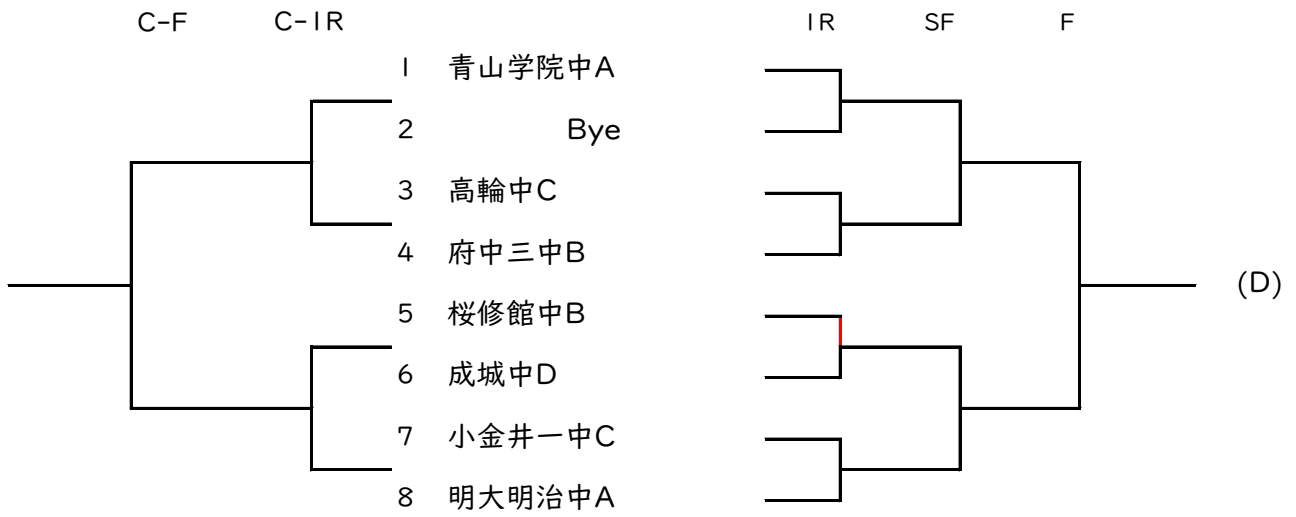 C-F C-1R 1R SF F
1 青山学院中A
2 Bye
3 高輪中C
4 府中三中B
(D)
5 桜修館中B
6 成城中D
7 小金井一中C
8 明大明治中A